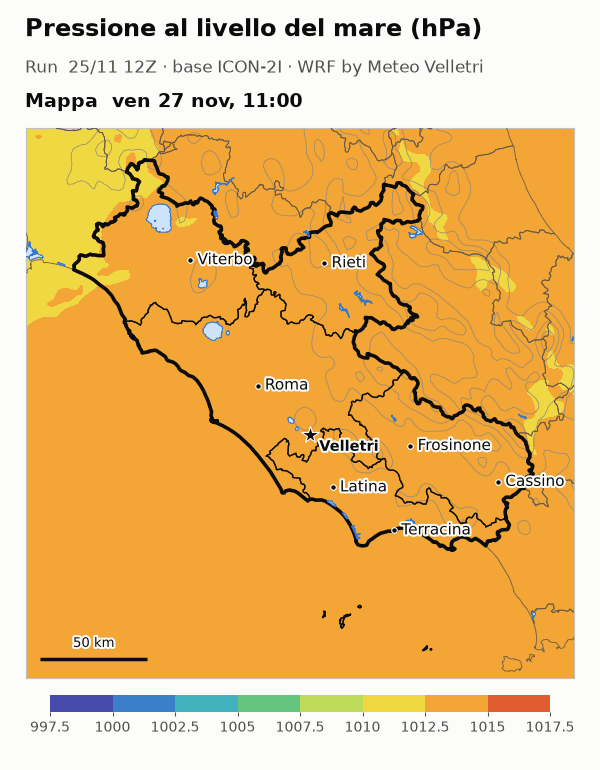 Pressione al livello del mare (hPa)
Run  25/11 12Z · base ICON-2I · WRF by Meteo Velletri
Mappa  ven 27 nov, 11:00
Viterbo
Rieti
Roma
Velletri
Frosinone
Cassino
Latina
Terracina
50 km
997.5 1000 1002.5 1005 1007.5 1010 1012.5 1015 1017.5